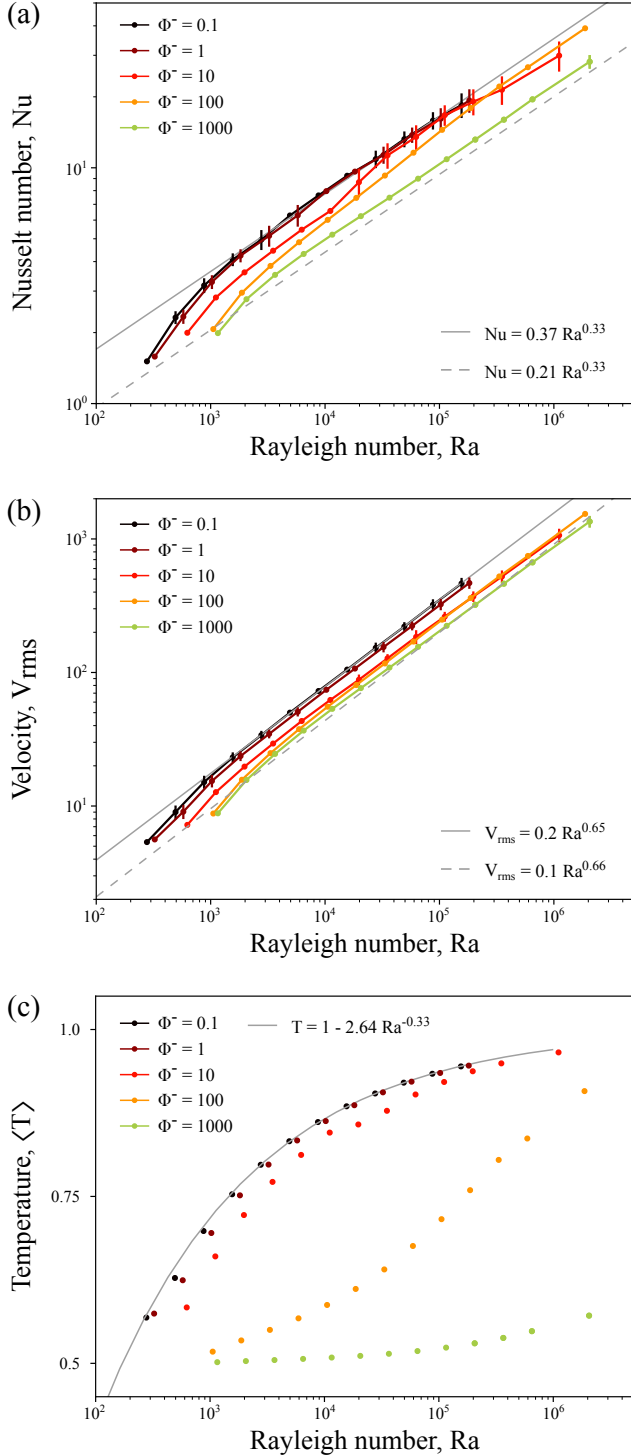 (a)
Φ⁻ = 0.1
Φ⁻ = 1
Φ⁻ = 10
Φ⁻ = 100
Φ⁻ = 1000
Nusselt number, Nu
10¹
10⁰
Nu = 0.37 Ra^0.33
Nu = 0.21 Ra^0.33
10² 10³ 10⁴ 10⁵ 10⁶
Rayleigh number, Ra
(b)
Φ⁻ = 0.1
Φ⁻ = 1
Φ⁻ = 10
Φ⁻ = 100
Φ⁻ = 1000
Velocity, Vrms
10³
10²
10¹
Vrms = 0.2 Ra^0.65
Vrms = 0.1 Ra^0.66
10² 10³ 10⁴ 10⁵ 10⁶
Rayleigh number, Ra
(c)
Φ⁻ = 0.1
T = 1 - 2.64 Ra^-0.33
Φ⁻ = 1
Φ⁻ = 10
Φ⁻ = 100
Φ⁻ = 1000
Temperature, ⟨T⟩
1.0
0.75
0.5
10² 10³ 10⁴ 10⁵ 10⁶
Rayleigh number, Ra